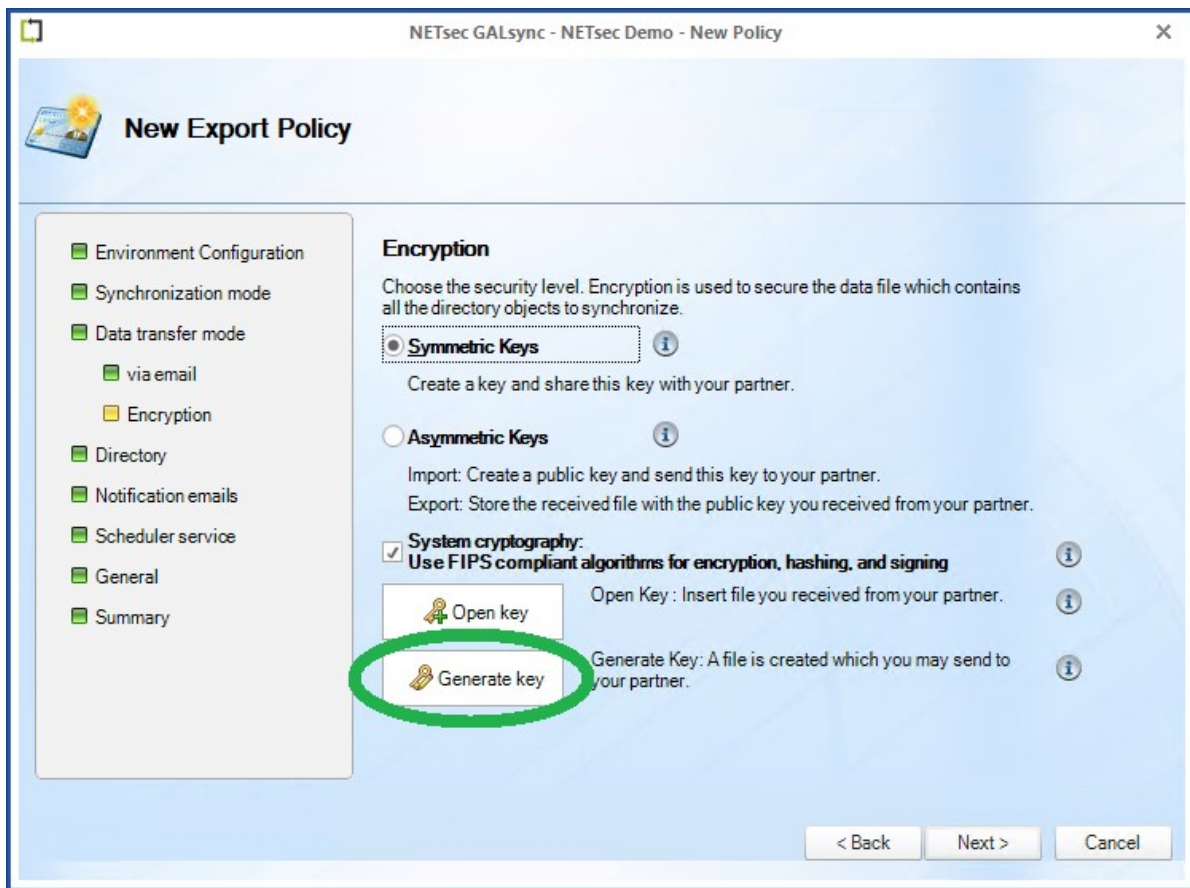 NETsec GALsync - NETsec Demo - New Policy
New Export Policy
Environment Configuration
Synchronization mode
Data transfer mode
via email
Encryption
Directory
Notification emails
Scheduler service
General
Summary
Encryption
Choose the security level. Encryption is used to secure the data file which contains
all the directory objects to synchronize.
Symmetric Keys
Create a key and share this key with your partner.
Asymmetric Keys
Import: Create a public key and send this key to your partner.
Export: Store the received file with the public key you received from your partner.
System cryptography:
Use FIPS compliant algorithms for encryption, hashing, and signing
Open key
Open Key : Insert file you received from your partner.
Generate key
Generate Key: A file is created which you may send to
your partner.
< Back
Next >
Cancel